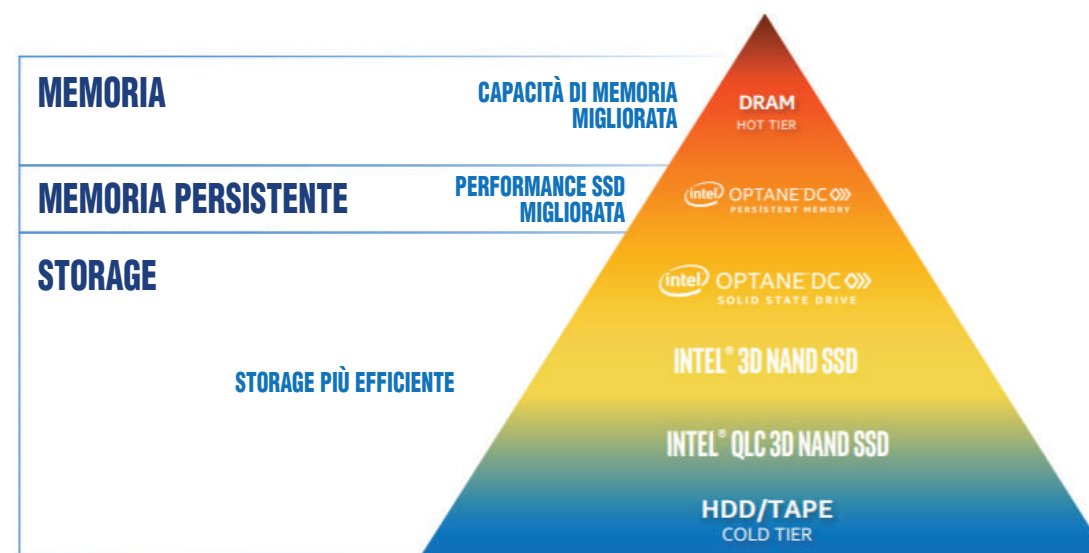 MEMORIA
CAPACITÀ DI MEMORIA
MIGLIORATA
DRAM
HOT TIER
MEMORIA PERSISTENTE
PERFORMANCE SSD
MIGLIORATA
intel OPTANE™ DC
PERSISTENT MEMORY
STORAGE
intel OPTANE™ DC
SOLID STATE DRIVE
INTEL® 3D NAND SSD
STORAGE PIÙ EFFICIENTE
INTEL® QLC 3D NAND SSD
HDD/TAPE
COLD TIER